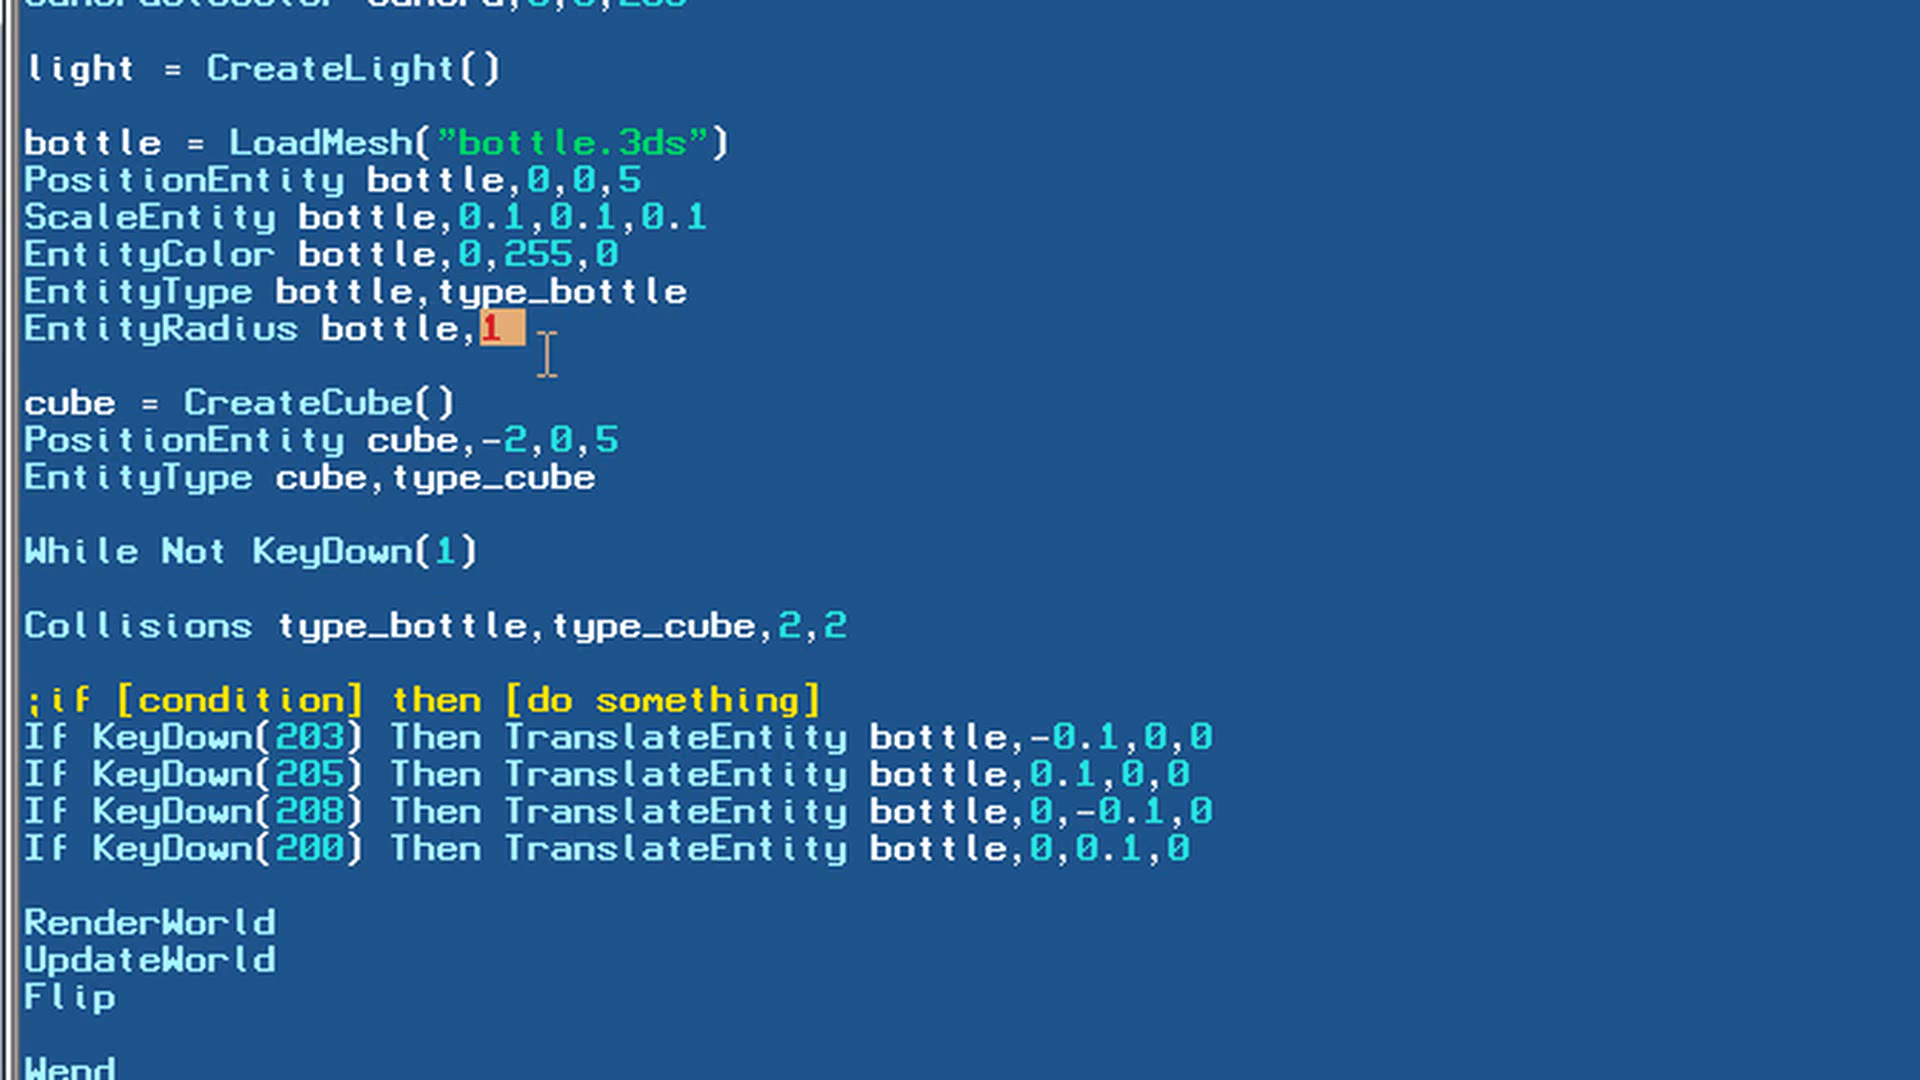 light = CreateLight()
bottle = LoadMesh("bottle.3ds")
PositionEntity bottle,0,0,5
ScaleEntity bottle,0.1,0.1,0.1
EntityColor bottle,0,255,0
EntityType bottle,type_bottle
EntityRadius bottle,1
cube = CreateCube()
PositionEntity cube,-2,0,5
EntityType cube,type_cube
While Not KeyDown(1)
Collisions type_bottle,type_cube,2,2
;if [condition] then [do something]
If KeyDown(203) Then TranslateEntity bottle,-0.1,0,0
If KeyDown(205) Then TranslateEntity bottle,0.1,0,0
If KeyDown(208) Then TranslateEntity bottle,0,-0.1,0
If KeyDown(200) Then TranslateEntity bottle,0,0.1,0
RenderWorld
UpdateWorld
Flip
Wend